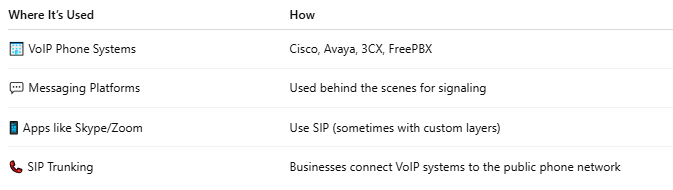 Where It's Used How
🏢 VoIP Phone Systems Cisco, Avaya, 3CX, FreePBX
💬 Messaging Platforms Used behind the scenes for signaling
📱 Apps like Skype/Zoom Use SIP (sometimes with custom layers)
📞 SIP Trunking Businesses connect VoIP systems to the public phone network